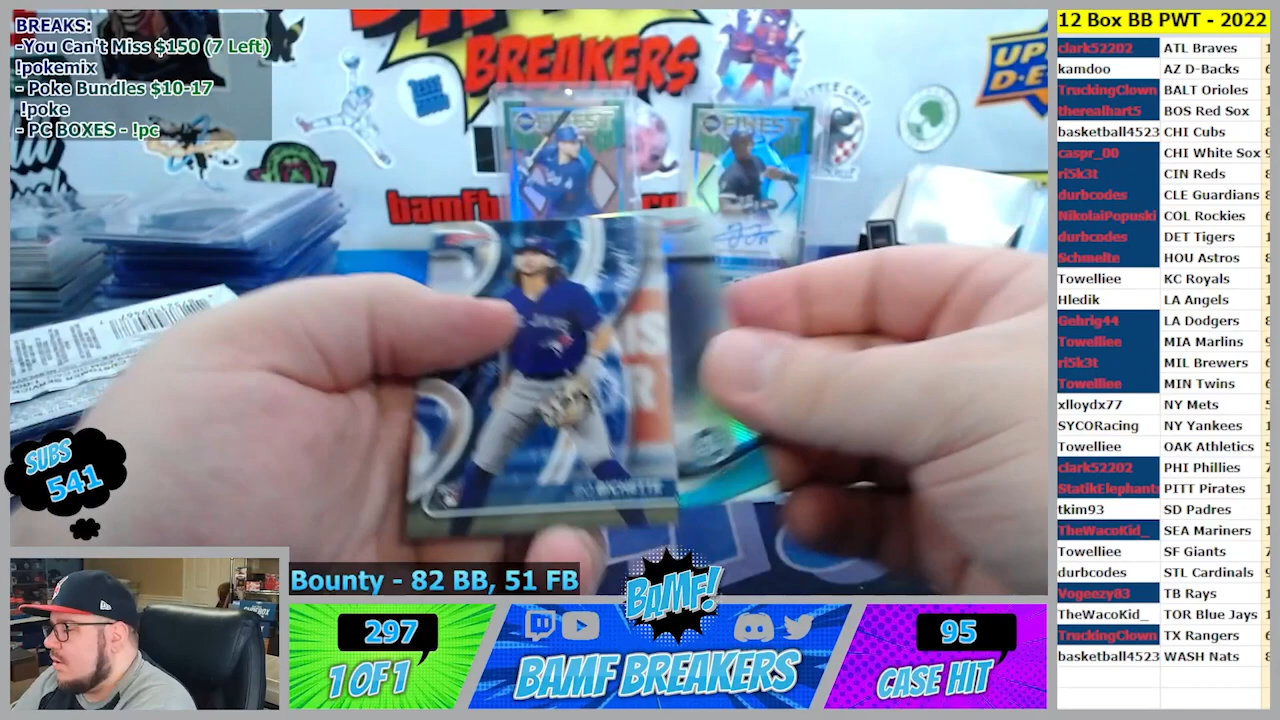 BREAKS:
-You Can't Miss $150 (7 Left)
!pokemix
- Poke Bundles $10-17
!poke
- PC BOXES - !pc
BREAKERS
FINEST
FINEST
bamfb
SUBS
541
Bounty - 82 BB, 51 FB
BAMF!
297
1 OF 1
BAMF BREAKERS
95
CASE HIT
12 Box BB PWT - 2022
clark52202 ATL Braves
kamdoo AZ D-Backs
TruckingClown BALT Orioles
therealhart5 BOS Red Sox
basketball4523 CHI Cubs
caspr_00 CHI White Sox
ri5k3t CIN Reds
durbcodes CLE Guardians
NikolaiPopuski COL Rockies
durbcodes DET Tigers
Schmelte HOU Astros
Towelliee KC Royals
Hledik LA Angels
Gehrig44 LA Dodgers
Towelliee MIA Marlins
ri5k3t MIL Brewers
Towelliee MIN Twins
xlloydx77 NY Mets
SYCORacing NY Yankees
Towelliee OAK Athletics
clark52202 PHI Phillies
StatikElephant PITT Pirates
tkim93 SD Padres
TheWacoKid_ SEA Mariners
Towelliee SF Giants
durbcodes STL Cardinals
Vogeezy83 TB Rays
TheWacoKid_ TOR Blue Jays
TruckingClown TX Rangers
basketball4523 WASH Nats